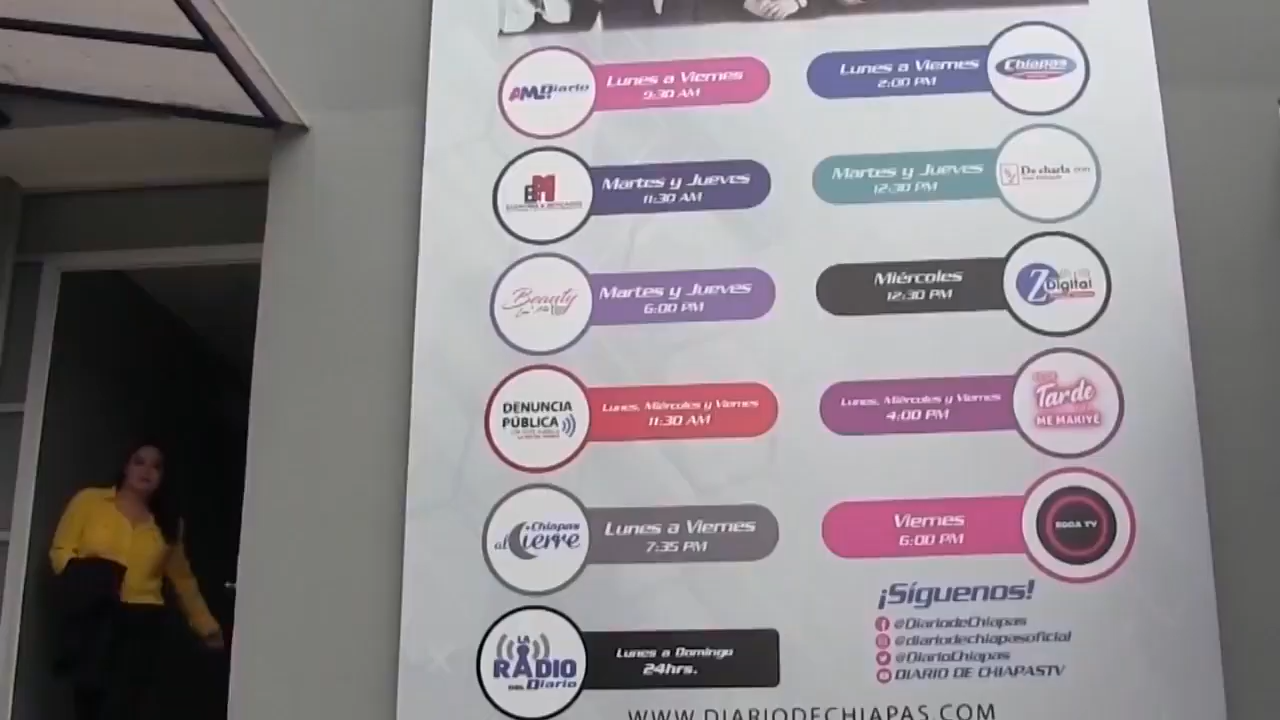 AM Diario
Lunes a Viernes
9:30 AM
Lunes a Viernes
2:00 PM
Chiapas
EM
Martes y Jueves
11:30 AM
Martes y Jueves
12:30 PM
De charla con
Beauty
Martes y Jueves
6:00 PM
Miércoles
12:30 PM
Z Digital
DENUNCIA
PÚBLICA
Lunes, Miércoles y Viernes
11:30 AM
Lunes, Miércoles y Viernes
4:00 PM
Tarde
ME MARIVÉ
Chiapas
al Cierre
Lunes a Viernes
7:35 PM
Viernes
6:00 PM
LA
RADIO
DEL Diario
Lunes a Domingo
24hrs.
¡Síguenos!
@DiariodeChiapas
@diariodechiapasoficial
@DiarioChiapas
DIARIO DE CHIAPASTV
WWW.DIARIODECHIAPAS.COM